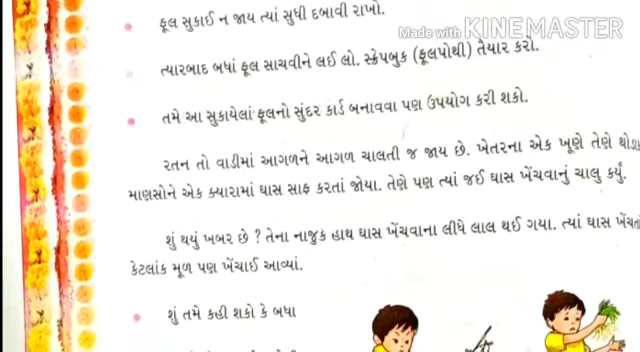 ફૂલ સુકાઈ ન જાય ત્યાં સુધી દબાવી રાખો.
Made with KINEMASTER
ત્યારબાદ બધાં ફૂલ સાચવીને લઈ લો. સ્ક્રેપબુક (ફૂલપોથી) તૈયાર કરો.
તમે આ સુકાયેલાં ફૂલનો સુંદર કાર્ડ બનાવવા પણ ઉપયોગ કરી શકો.
રતન તો વાડીમાં આગળને આગળ ચાલતી જ જાય છે. ખેતરના એક ખૂણે તેણે
માણસોને એક ક્યારામાં ઘાસ સાફ કરતાં જોયા. તેણે પણ ત્યાં જઈ ઘાસ ખેંચવાનું ચાલુ કર્યું.
શું થયું ખબર છે ? તેના નાજુક હાથ ઘાસ ખેંચવાના લીધે લાલ થઈ ગયા. ત્યાં ઘાસ
કેટલાંક મૂળ પણ ખેંચાઈ આવ્યાં.
શું તમે કહી શકો કે બધા